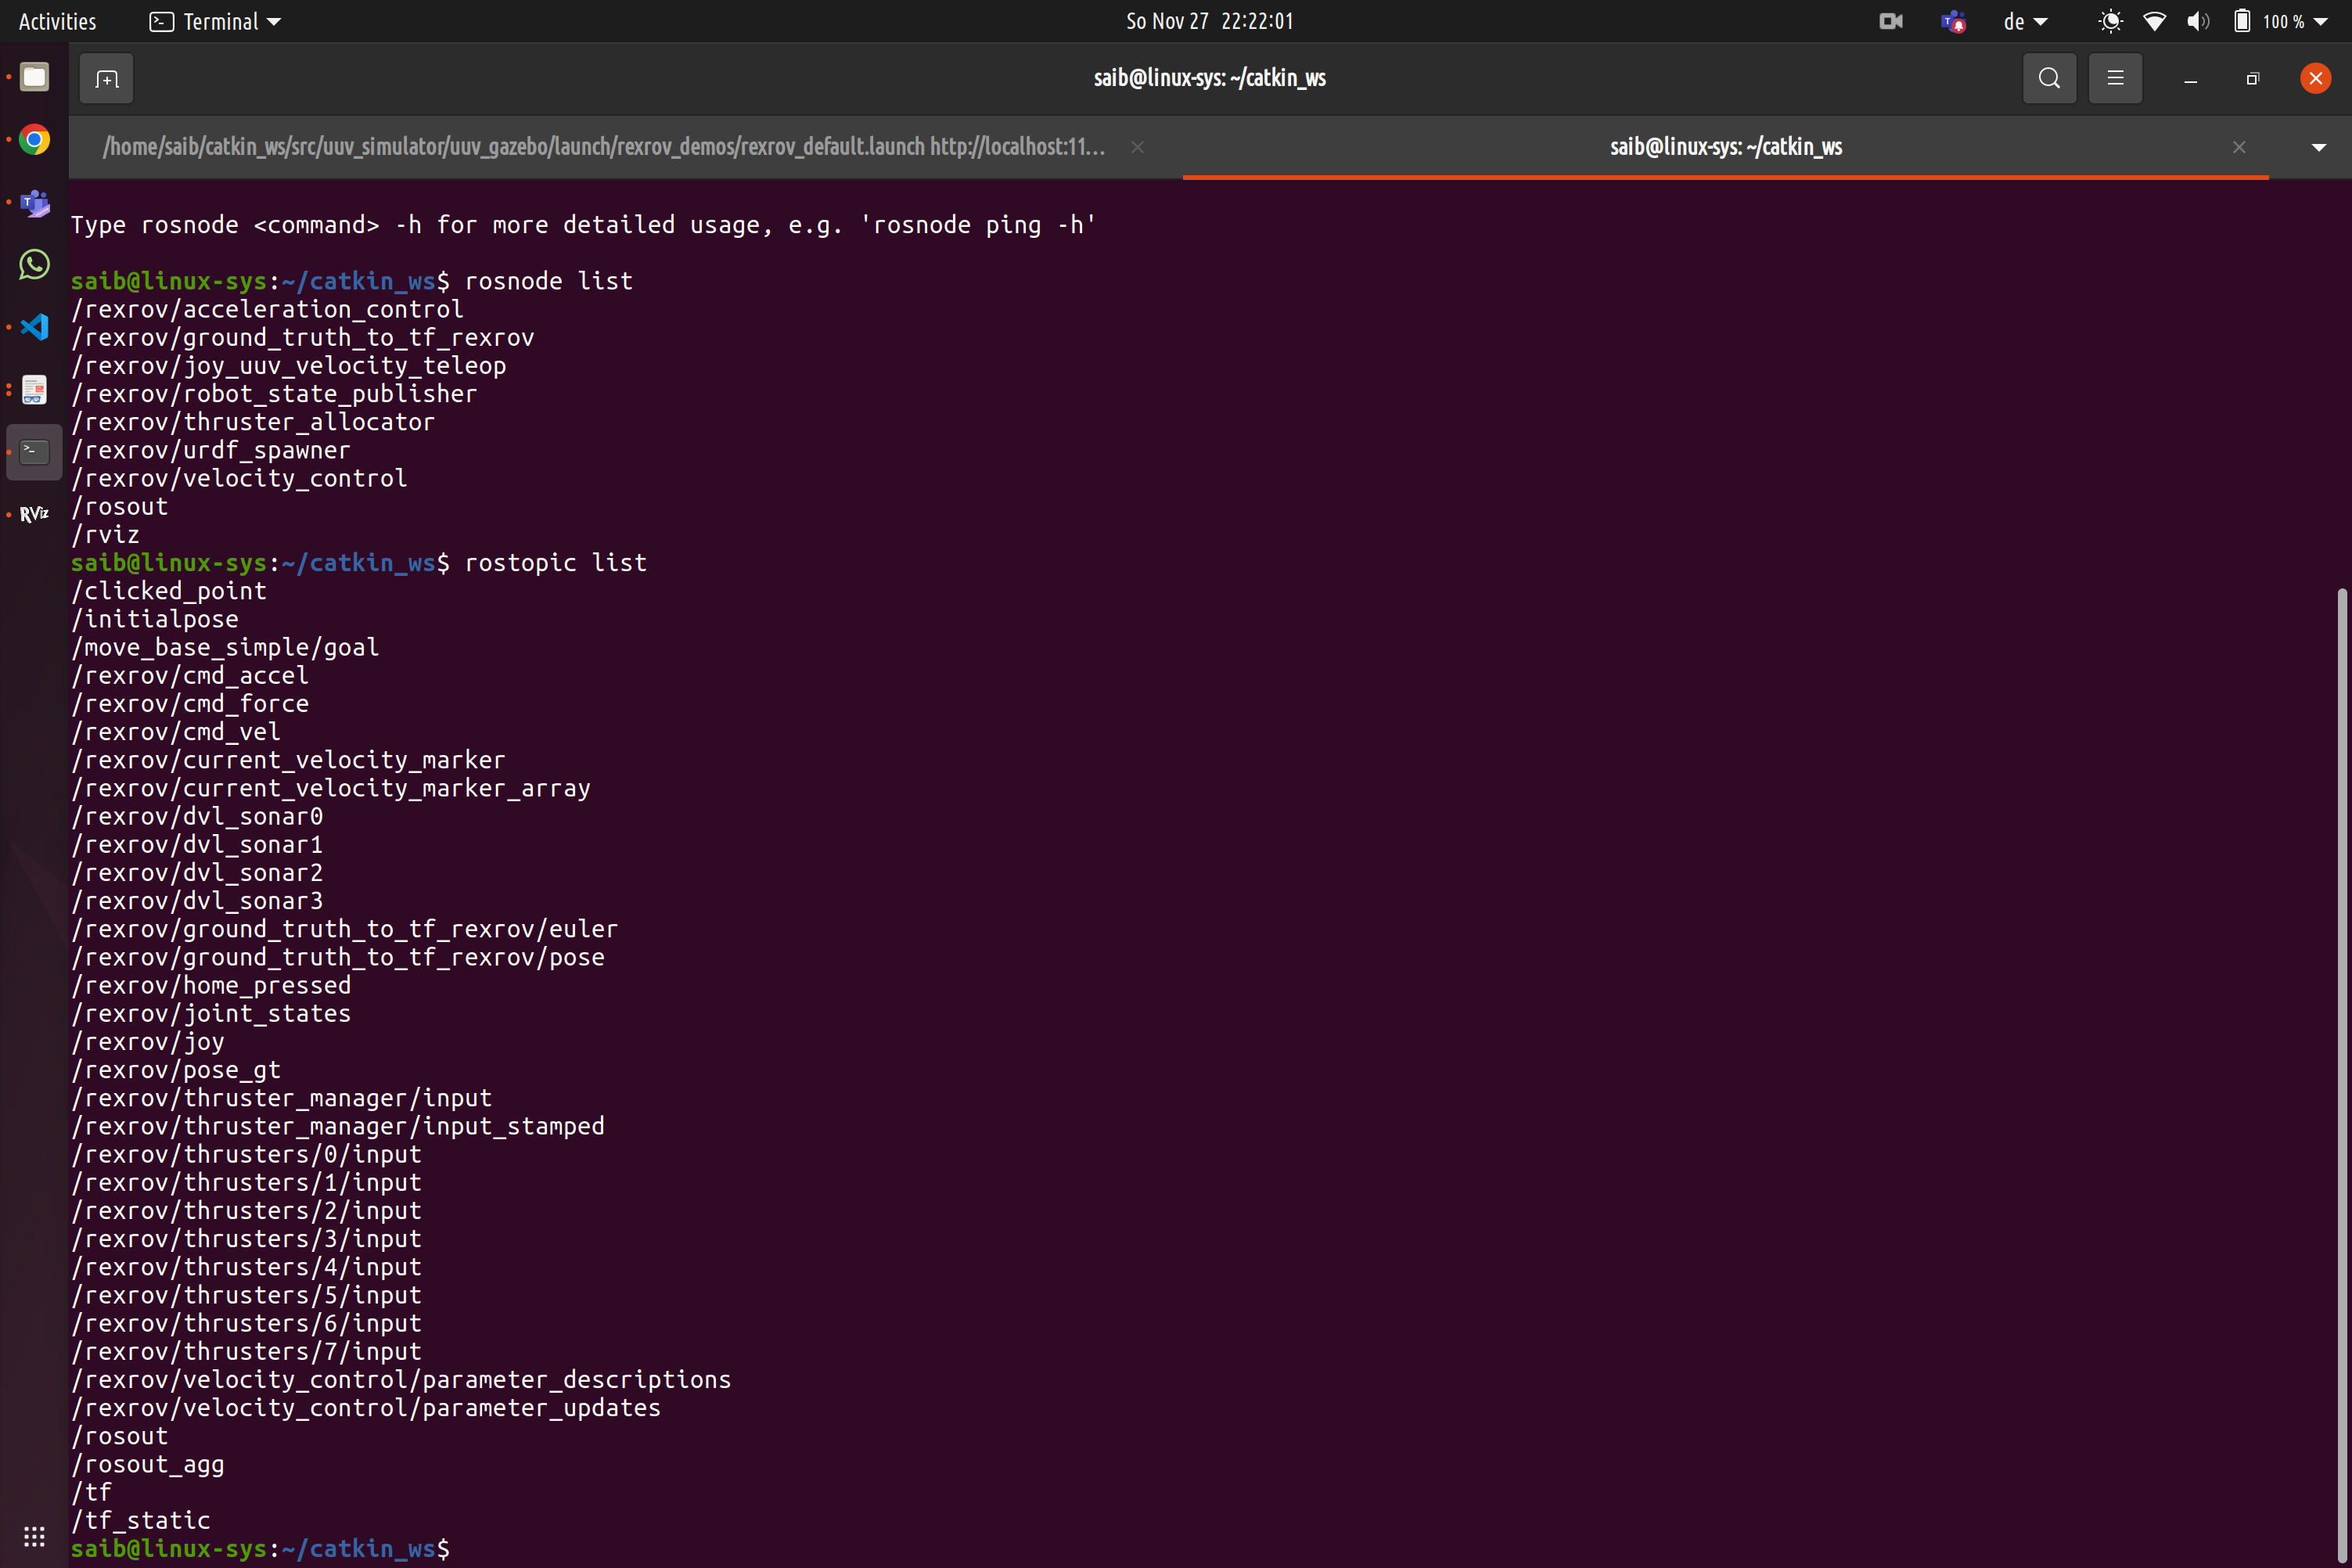 Activities Terminal So Nov 27 22:22:01 de 100 %
saib@linux-sys: ~/catkin_ws
/home/saib/catkin_ws/src/uuv_simulator/uuv_gazebo/launch/rexrov_demos/rexrov_default.launch http://localhost:11… saib@linux-sys: ~/catkin_ws
Type rosnode <command> -h for more detailed usage, e.g. 'rosnode ping -h'
saib@linux-sys:~/catkin_ws$ rosnode list
/rexrov/acceleration_control
/rexrov/ground_truth_to_tf_rexrov
/rexrov/joy_uuv_velocity_teleop
/rexrov/robot_state_publisher
/rexrov/thruster_allocator
/rexrov/urdf_spawner
/rexrov/velocity_control
/rosout
/rviz
saib@linux-sys:~/catkin_ws$ rostopic list
/clicked_point
/initialpose
/move_base_simple/goal
/rexrov/cmd_accel
/rexrov/cmd_force
/rexrov/cmd_vel
/rexrov/current_velocity_marker
/rexrov/current_velocity_marker_array
/rexrov/dvl_sonar0
/rexrov/dvl_sonar1
/rexrov/dvl_sonar2
/rexrov/dvl_sonar3
/rexrov/ground_truth_to_tf_rexrov/euler
/rexrov/ground_truth_to_tf_rexrov/pose
/rexrov/home_pressed
/rexrov/joint_states
/rexrov/joy
/rexrov/pose_gt
/rexrov/thruster_manager/input
/rexrov/thruster_manager/input_stamped
/rexrov/thrusters/0/input
/rexrov/thrusters/1/input
/rexrov/thrusters/2/input
/rexrov/thrusters/3/input
/rexrov/thrusters/4/input
/rexrov/thrusters/5/input
/rexrov/thrusters/6/input
/rexrov/thrusters/7/input
/rexrov/velocity_control/parameter_descriptions
/rexrov/velocity_control/parameter_updates
/rosout
/rosout_agg
/tf
/tf_static
saib@linux-sys:~/catkin_ws$
RViz